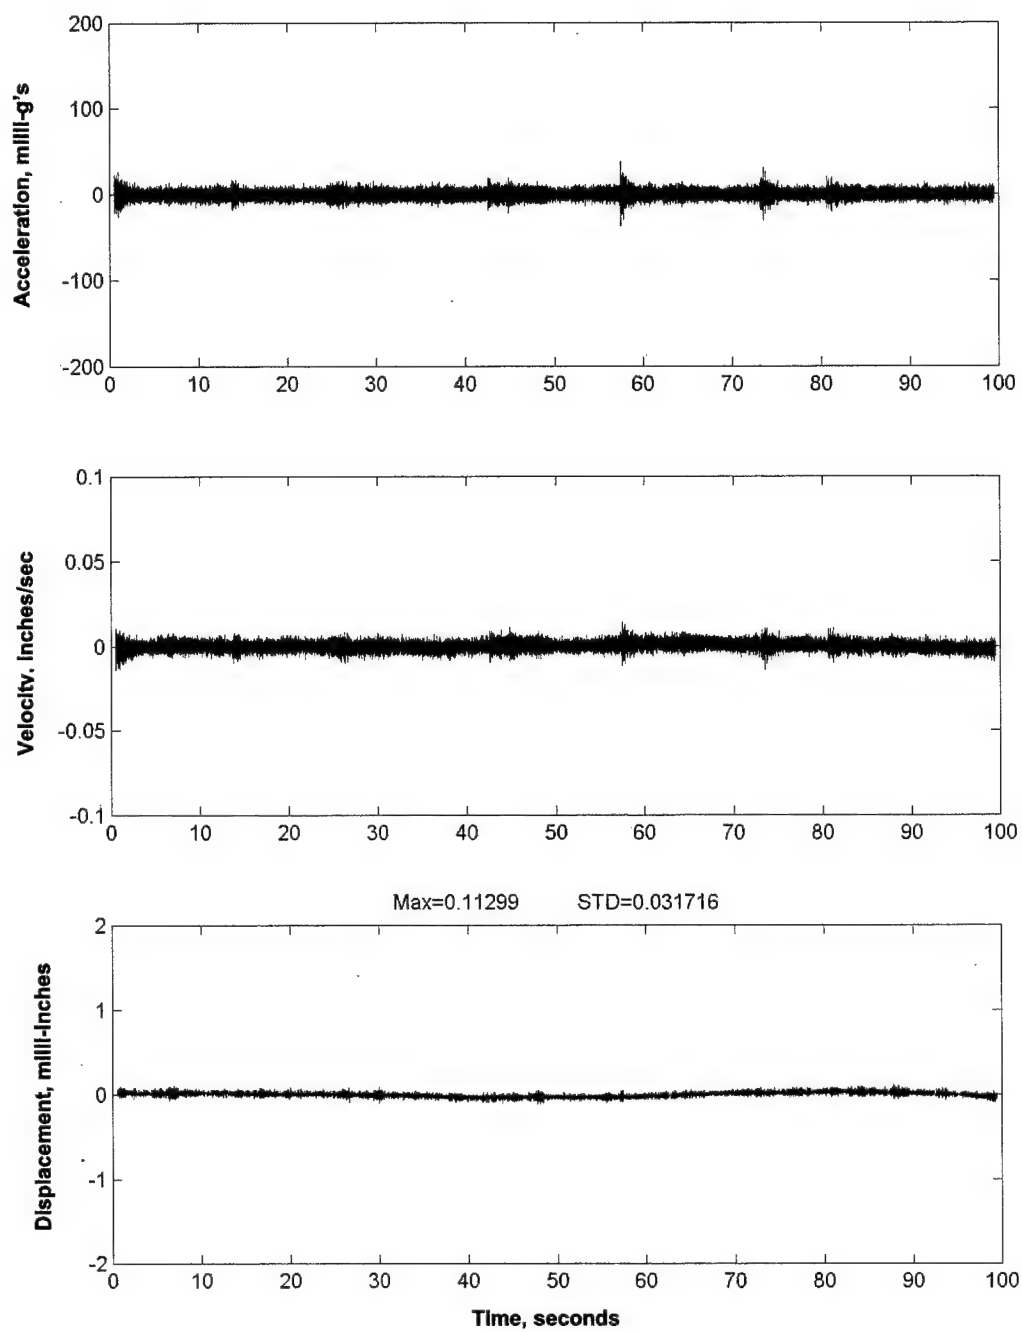 Acceleration, milli-g's
200
100
0
-100
-200
0 10 20 30 40 50 60 70 80 90 100
Velocity, Inches/sec
0.1
0.05
0
-0.05
-0.1
0 10 20 30 40 50 60 70 80 90 100
Max=0.11299 STD=0.031716
Displacement, milli-Inches
2
1
0
-1
-2
0 10 20 30 40 50 60 70 80 90 100
Time, seconds